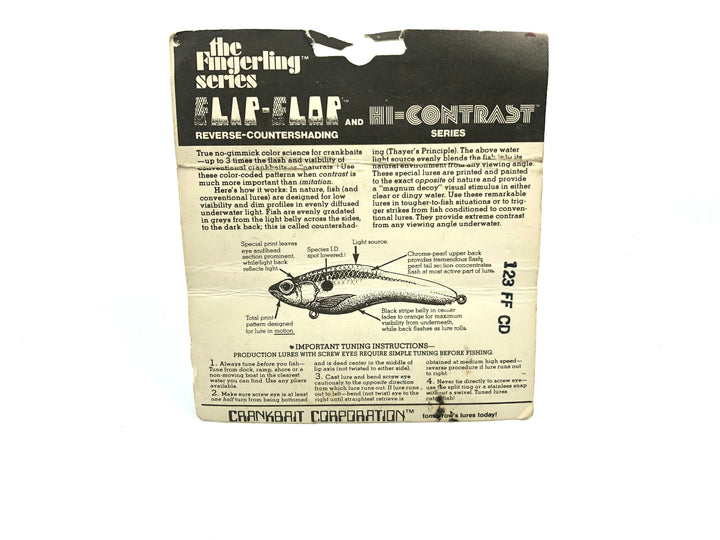 the
Fingerling™
series
FLIP-FLOP™ AND HI-CONTRAST™
REVERSE-COUNTERSHADING SERIES
True no-gimmick color science for crankbaits
—up to 3 times the flash and visibility of
conventional crankbaits or "naturals"! Use
these color-coded patterns when contrast is
much more important than imitation.
Here's how it works: In nature, fish (and
conventional lures) are designed for low
visibility and dim profiles in evenly diffused
underwater light. Fish are evenly gradated
in greys from the light belly across the sides,
to the dark back; this is called countershad-
ing (Thayer's Principle). The above water
light source evenly blends the fish into its
natural environment from any viewing angle.
These special lures are printed and painted
to the exact opposite of nature and provide
a "magnum decoy" visual stimulus in either
clear or dingy water. Use these remarkable
lures in tougher-to-fish situations or to trig-
ger strikes from fish conditioned to conven-
tional lures. They provide extreme contrast
from any viewing angle underwater.
Special print leaves
eye and head
section prominent,
while light back
reflects light.
Species I.D.
spot lowered!
Light source.
Chrome-pearl upper back
provides tremendous flash;
pearl tail section concentrates
flash at most active part of lure.
Total print
pattern designed
for lure in motion.
Black stripe belly in center
fades to orange for maximum
visibility from underneath,
while back flashes as lure rolls.
123 FF CD
—IMPORTANT TUNING INSTRUCTIONS—
PRODUCTION LURES WITH SCREW EYES REQUIRE SIMPLE TUNING BEFORE FISHING.
1. Always tune before you fish—
Tune from dock, ramp, shore or a
non-moving boat in the clearest
water you can find. Use any pliers
available.
2. Make sure screw eye is at least
one half turn from being bottomed
and is dead center in the middle of
lip axis (not twisted to either side).
3. Cast lure and bend screw eye
cautiously to the opposite direction
from which lure runs out. If lure runs
out to left—bend (not twist) eye to the
right until straightest retrieve is
obtained at medium high speed—
reverse procedure if lure runs out
to right.
4. Never tie directly to screw eye—
use the split ring or a stainless snap
without a swivel. Tuned lures
catch fish!
CRANKBAIT CORPORATION™ tomorrow's lures today!